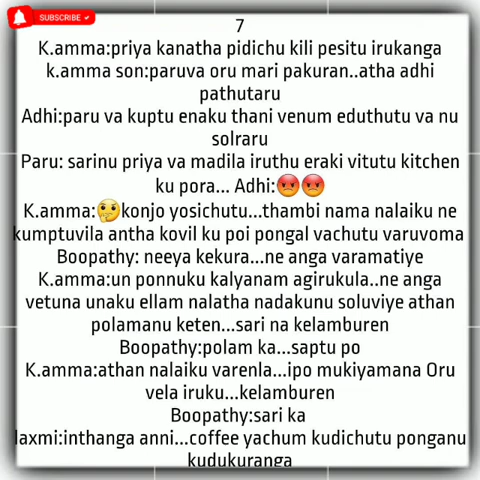 SUBSCRIBE
7
K.amma:priya kanatha pidichu kili pesitu irukanga
k.amma son:paruva oru mari pakuran..atha adhi
pathutaru
Adhi:paru va kuptu enaku thani venum eduthutu va nu
solraru
Paru: sarinu priya va madila iruthu eraki vitutu kitchen
ku pora... Adhi:😡😡
K.amma:🤔konjo yosichutu...thambi nama nalaiku ne
kumptuvila antha kovil ku poi pongal vachutu varuvoma
Boopathy: neeya kekura...ne anga varamatiye
K.amma:un ponnuku kalyanam agirukula..ne anga
vetuna unaku ellam nalatha nadakunu soluviye athan
polamanu keten...sari na kelamburen
Boopathy:polam ka...saptu po
K.amma:athan nalaiku varenla...ipo mukiyamana Oru
vela iruku...kelamburen
Boopathy:sari ka
laxmi:inthanga anni...coffee yachum kudichutu ponganu
kudukuranga